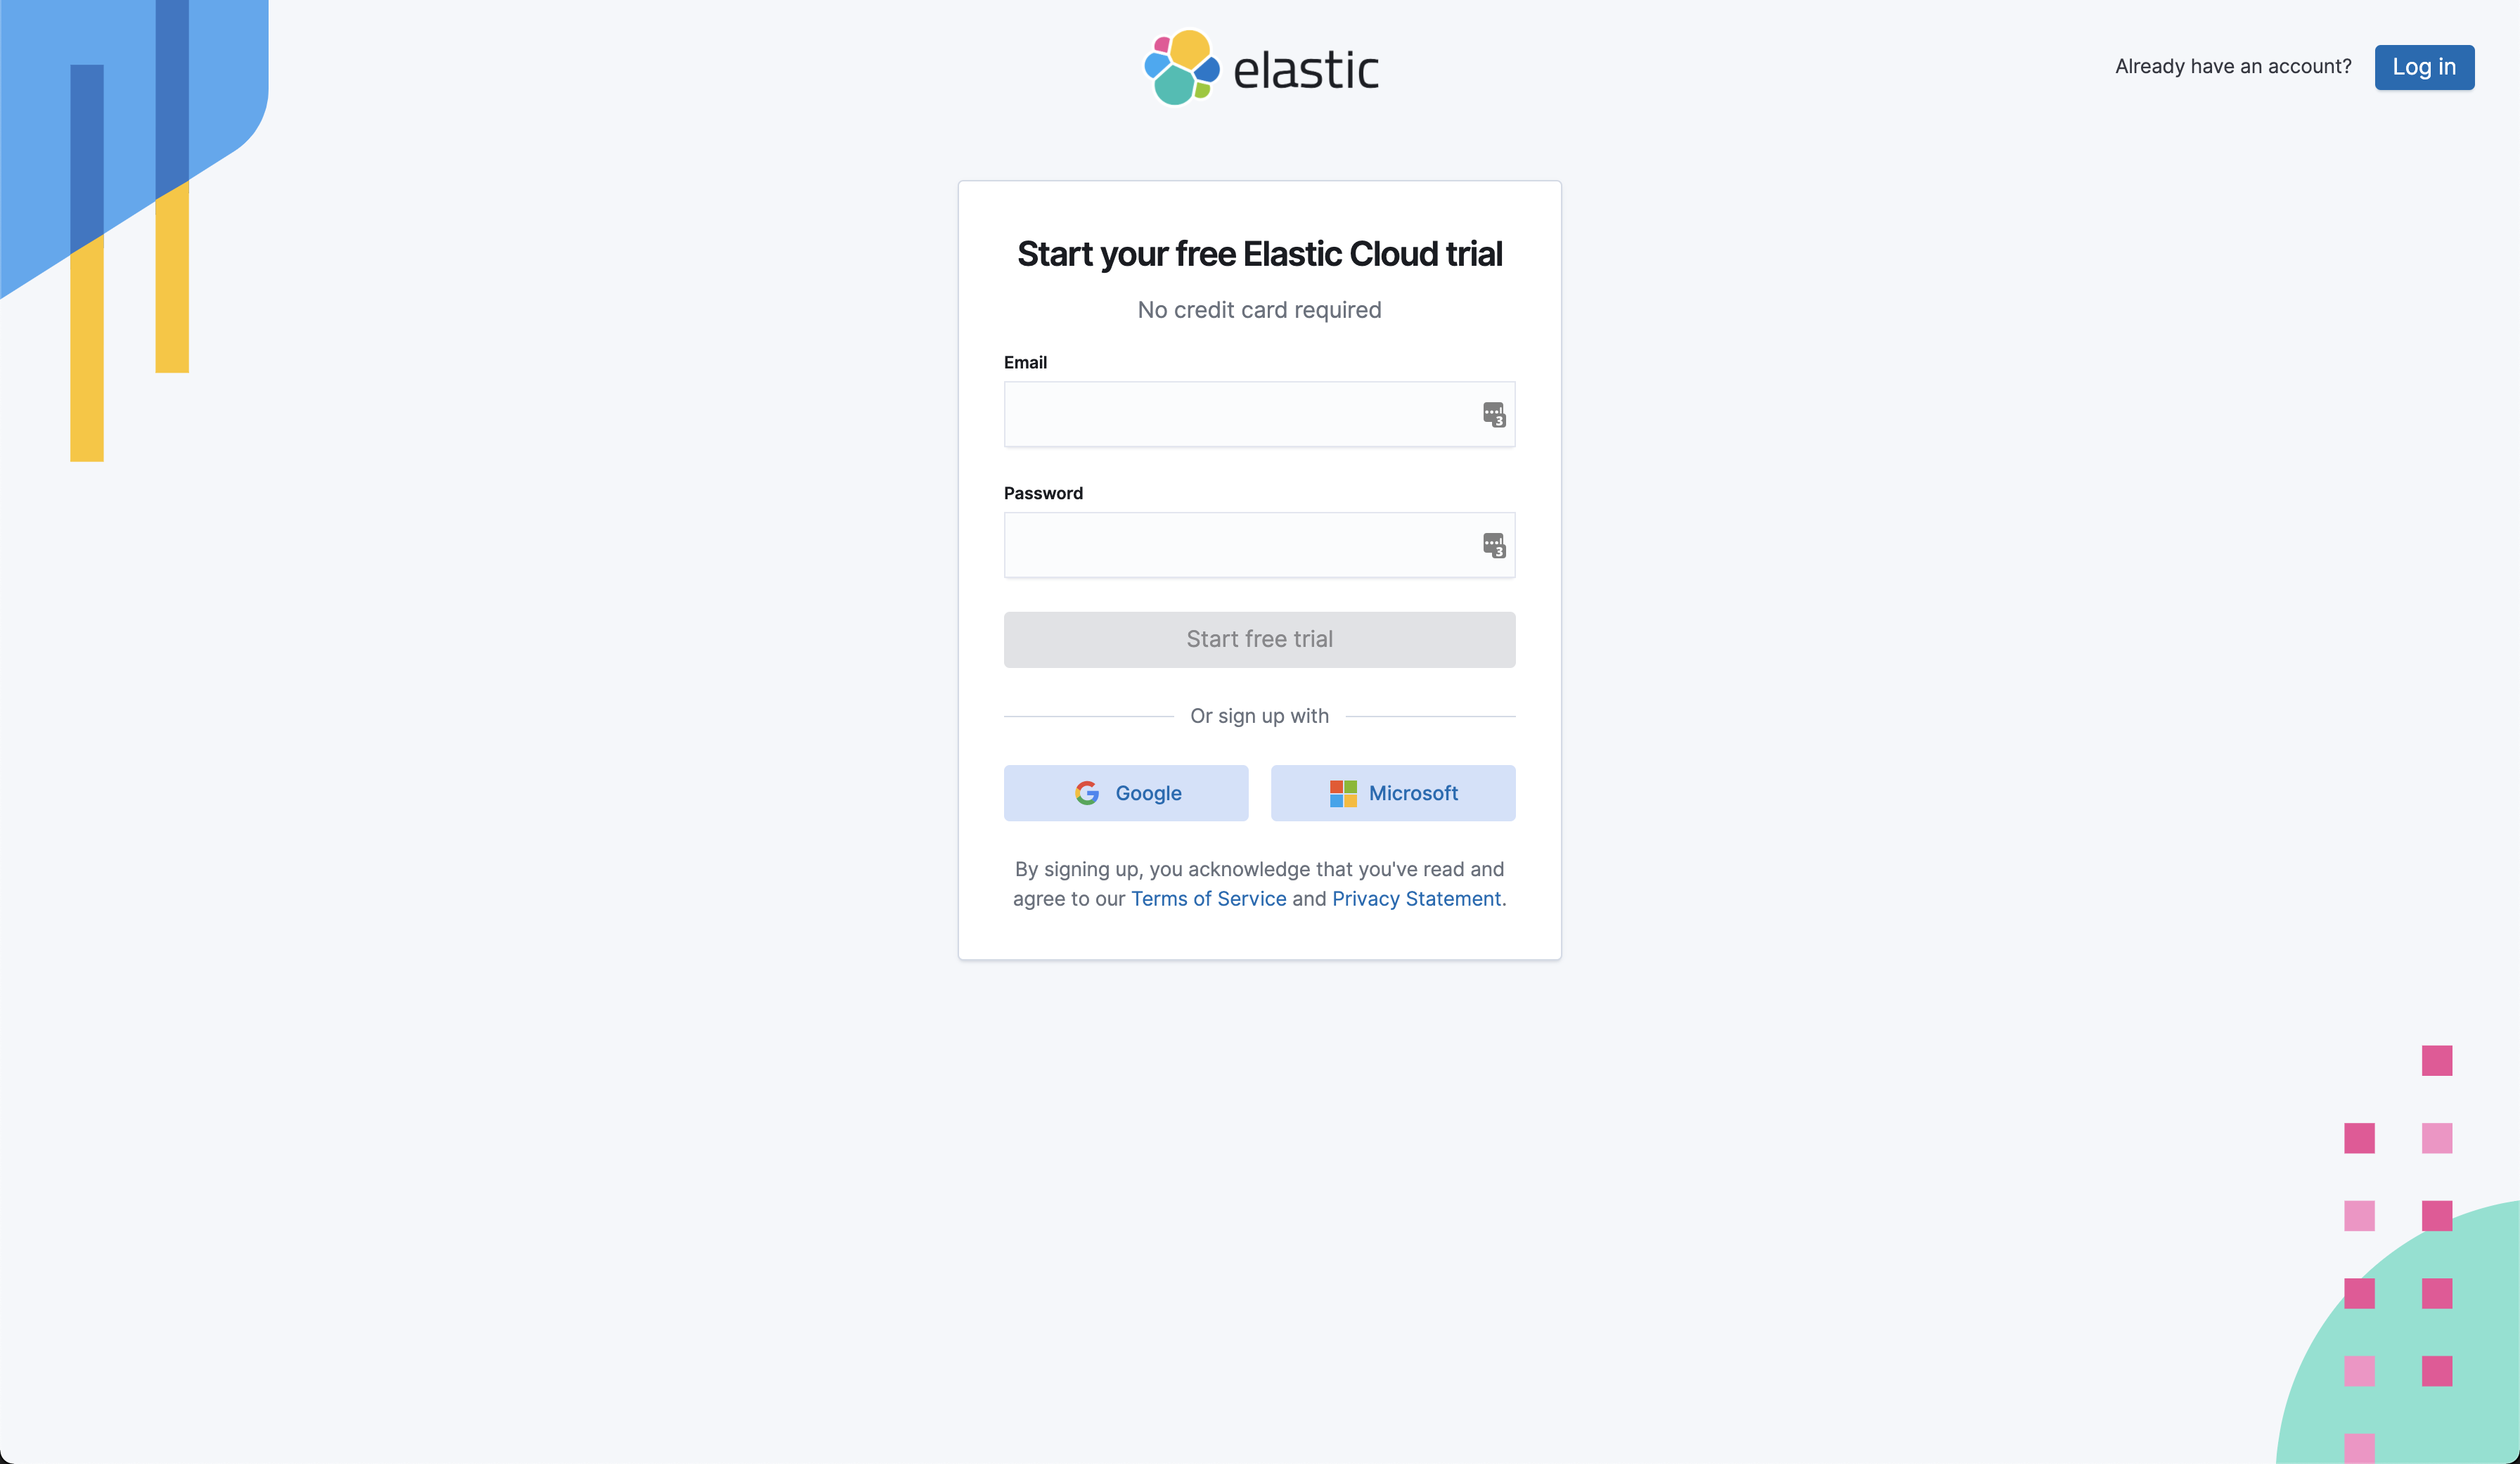 elastic
Already have an account?
Log in
Start your free Elastic Cloud trial
No credit card required
Email
3
Password
3
Start free trial
Or sign up with
Google
Microsoft
By signing up, you acknowledge that you've read and
agree to our Terms of Service and Privacy Statement.